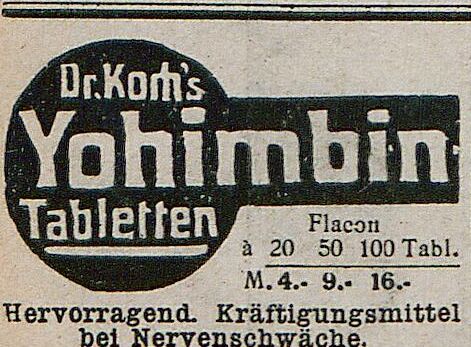 Dr. Koch's
Yohimbin
Tabletten
Flacon
à 20 50 100 Tabl.
M. 4.- 9.- 16.-
Hervorragend. Kräftigungsmittel
bei Nervenschwäche.